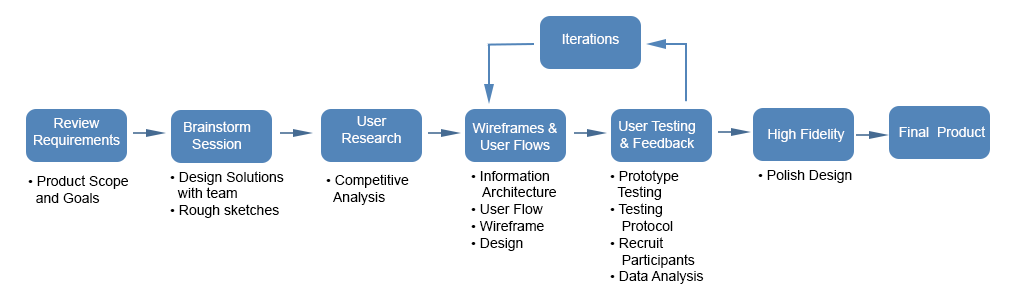 Iterations
Review
Requirements
• Product Scope
and Goals
Brainstorm
Session
• Design Solutions
with team
• Rough sketches
User
Research
• Competitive
Analysis
Wireframes &
User Flows
• Information
Architecture
• User Flow
• Wireframe
• Design
User Testing
& Feedback
• Prototype
Testing
• Testing
Protocol
• Recruit
Participants
• Data Analysis
High Fidelity
• Polish Design
Final Product